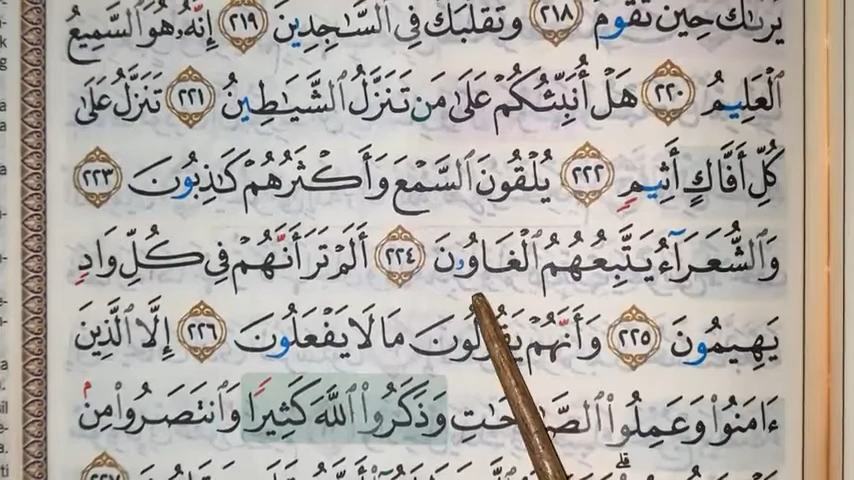 يَرَىٰكَ حِينَ تَقُومُ ٢١٨ وَتَقَلُّبَكَ فِي ٱلسَّٰجِدِينَ ٢١٩ إِنَّهُۥ هُوَ ٱلسَّمِيعُ
ٱلْعَلِيمُ ٢٢٠ هَلْ أُنَبِّئُكُمْ عَلَىٰ مَن تَنَزَّلُ ٱلشَّيَٰطِينُ ٢٢١ تَنَزَّلُ عَلَىٰ
كُلِّ أَفَّاكٍ أَثِيمٍ ٢٢٢ يُلْقُونَ ٱلسَّمْعَ وَأَكْثَرُهُمْ كَٰذِبُونَ ٢٢٣
وَٱلشُّعَرَآءُ يَتَّبِعُهُمُ ٱلْغَاوُۥنَ ٢٢٤ أَلَمْ تَرَ أَنَّهُمْ فِي كُلِّ وَادٍ
يَهِيمُونَ ٢٢٥ وَأَنَّهُمْ يَقُولُونَ مَا لَا يَفْعَلُونَ ٢٢٦ إِلَّا ٱلَّذِينَ
ءَامَنُوا۟ وَعَمِلُوا۟ ٱلصَّٰلِحَٰتِ وَذَكَرُوا۟ ٱللَّهَ كَثِيرًا وَٱنتَصَرُوا۟ مِنۢ
٢٢٧